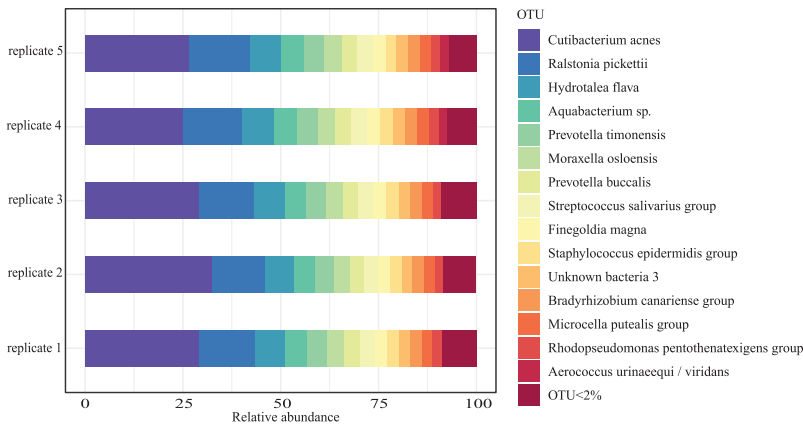 replicate 5
replicate 4
replicate 3
replicate 2
replicate 1
0 25 50 75 100
Relative abundance
OTU
Cutibacterium acnes
Ralstonia pickettii
Hydrotalea flava
Aquabacterium sp.
Prevotella timonensis
Moraxella osloensis
Prevotella buccalis
Streptococcus salivarius group
Finegoldia magna
Staphylococcus epidermidis group
Unknown bacteria 3
Bradyrhizobium canariense group
Microcella putealis group
Rhodopseudomonas pentothenatexigens group
Aerococcus urinaeequi / viridans
OTU<2%